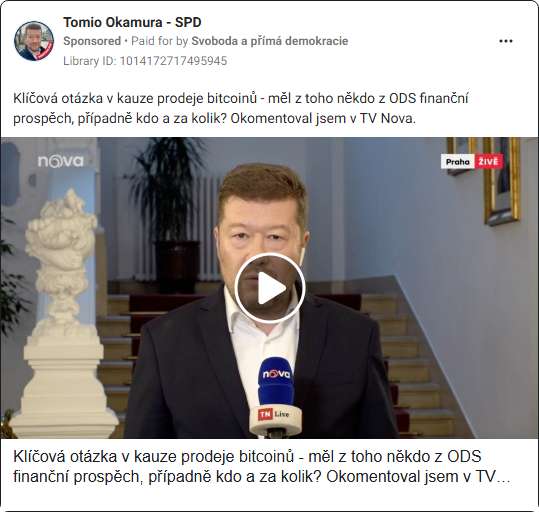 Tomio Okamura - SPD
Sponsored • Paid for by Svoboda a přímá demokracie
Library ID: 1014172717495945
Klíčová otázka v kauze prodeje bitcoinů - měl z toho někdo z ODS finanční
prospěch, případně kdo a za kolik? Okomentoval jsem v TV Nova.
nova
Praha ŽIVĚ
nova
TN Live
Klíčová otázka v kauze prodeje bitcoinů - měl z toho někdo z ODS
finanční prospěch, případně kdo a za kolik? Okomentoval jsem v TV…